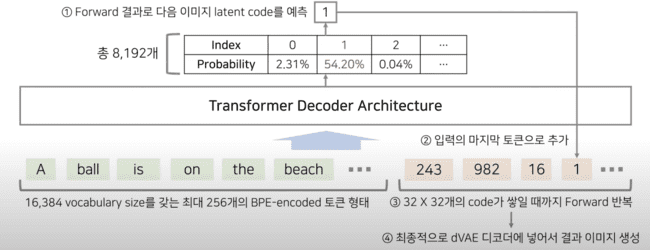 ① Forward 결과로 다음 이미지 latent code를 예측
1
총 8,192개
Index 0 1 2 ⋯
Probability 2.31% 54.20% 0.04% ⋯
Transformer Decoder Architecture
② 입력의 마지막 토큰으로 추가
A ball is on the beach ⋯ 243 982 16 1 ⋯
16,384 vocabulary size를 갖는 최대 256개의 BPE-encoded 토큰 형태
③ 32 X 32개의 code가 쌓일 때까지 Forward 반복
④ 최종적으로 dVAE 디코더에 넣어서 결과 이미지 생성